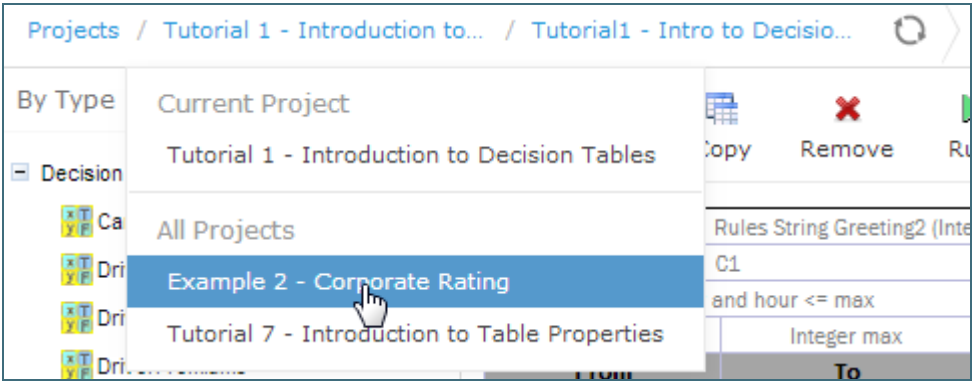 Projects / Tutorial 1 - Introduction to... / Tutorial1 - Intro to Decisio...
By Type
Current Project
Tutorial 1 - Introduction to Decision Tables
Copy Remove
Decision
All Projects
Rules String Greeting2
C1
Example 2 - Corporate Rating
and hour <= max
Tutorial 7 - Introduction to Table Properties
Integer max
From To